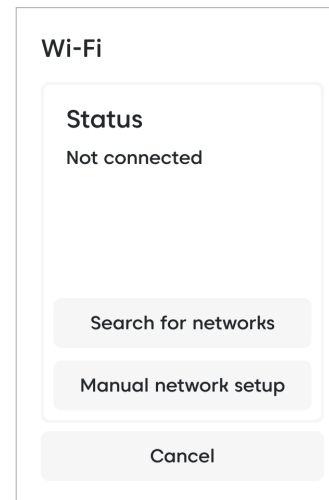 Wi-Fi
Status
Not connected
Search for networks
Manual network setup
Cancel